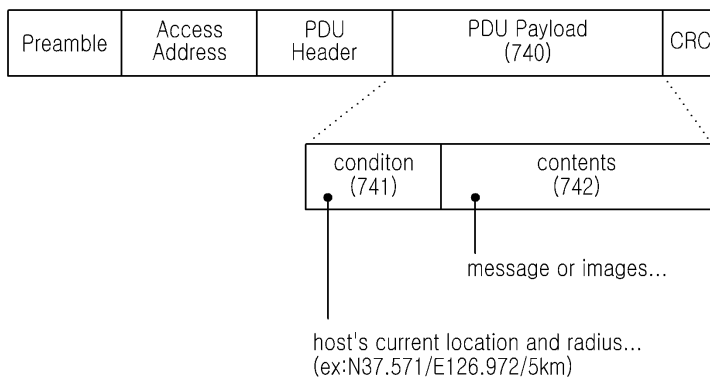 Preamble
Access
Address
PDU
Header
PDU Payload
(740)
CRC
conditon
(741)
contents
(742)
message or images...
host's current location and radius...
(ex:N37.571/E126.972/5km)